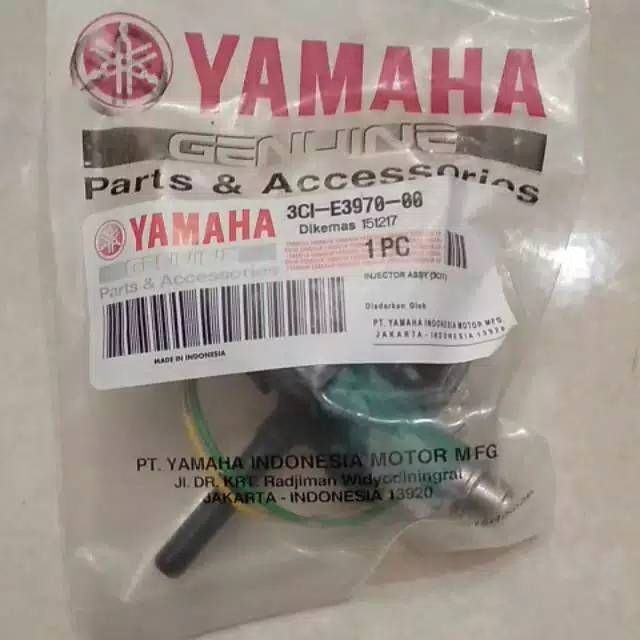 YAMAHA
GENUINE
Parts & Accessories
YAMAHA
GENUINE
Parts & Accessories
3C1-E3970-00
Dikemas 151217
1 PC
INJECTOR ASSY (3C1)
Diedarkan Oleh
PT. YAMAHA INDONESIA MOTOR MFG.
JAKARTA - INDONESIA 13920
MADE IN INDONESIA
PT. YAMAHA INDONESIA MOTOR MFG
Jl. DR. KRT. Radjiman Widyodiningrat
JAKARTA - INDONESIA 13920